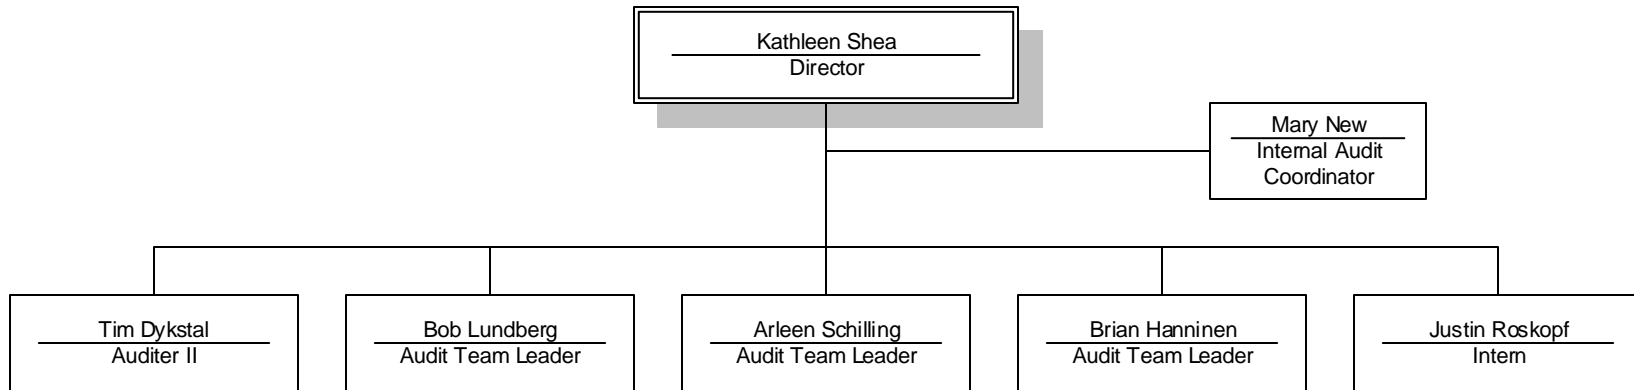 Kathleen Shea
Director
Mary New
Internal Audit
Coordinator
Tim Dykstal
Auditer II
Bob Lundberg
Audit Team Leader
Arleen Schilling
Audit Team Leader
Brian Hanninen
Audit Team Leader
Justin Roskopf
Intern